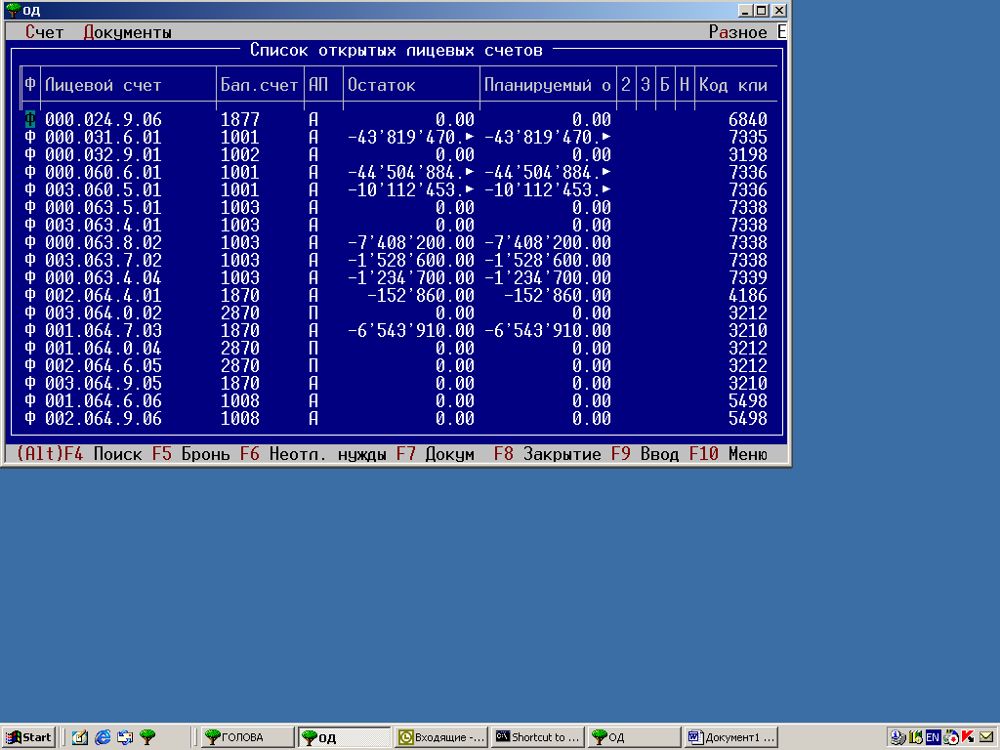 ОД
Счет Документы Разное E
Список открытых лицевых счетов
Ф Лицевой счет Бал.счет АП Остаток Планируемый о 2 Э Б Н Код кли
Ф 000.024.9.06 1877 А 0.00 0.00 6840
Ф 000.031.6.01 1001 А -43'819'470.► -43'819'470.► 7335
Ф 000.032.9.01 1002 А 0.00 0.00 3198
Ф 000.060.6.01 1001 А -44'504'884.► -44'504'884.► 7336
Ф 003.060.5.01 1001 А -10'112'453.► -10'112'453.► 7336
Ф 000.063.5.01 1003 А 0.00 0.00 7338
Ф 003.063.4.01 1003 А 0.00 0.00 7338
Ф 000.063.8.02 1003 А -7'408'200.00 -7'408'200.00 7338
Ф 003.063.7.02 1003 А -1'528'600.00 -1'528'600.00 7338
Ф 000.063.4.04 1003 А -1'234'700.00 -1'234'700.00 7339
Ф 002.064.4.01 1870 А -152'860.00 -152'860.00 4186
Ф 003.064.0.02 2870 П 0.00 0.00 3212
Ф 001.064.7.03 1870 А -6'543'910.00 -6'543'910.00 3210
Ф 001.064.0.04 2870 П 0.00 0.00 3212
Ф 002.064.6.05 2870 П 0.00 0.00 3212
Ф 003.064.9.05 1870 А 0.00 0.00 3210
Ф 001.064.6.06 1008 А 0.00 0.00 5498
Ф 002.064.9.06 1008 А 0.00 0.00 5498
(Alt)F4 Поиск F5 Бронь F6 Неотл. нужды F7 Докум F8 Закрытие F9 Ввод F10 Меню
Start ГОЛОВА ОД Входящие -... Shortcut to ... ОД Документ1 ... EN